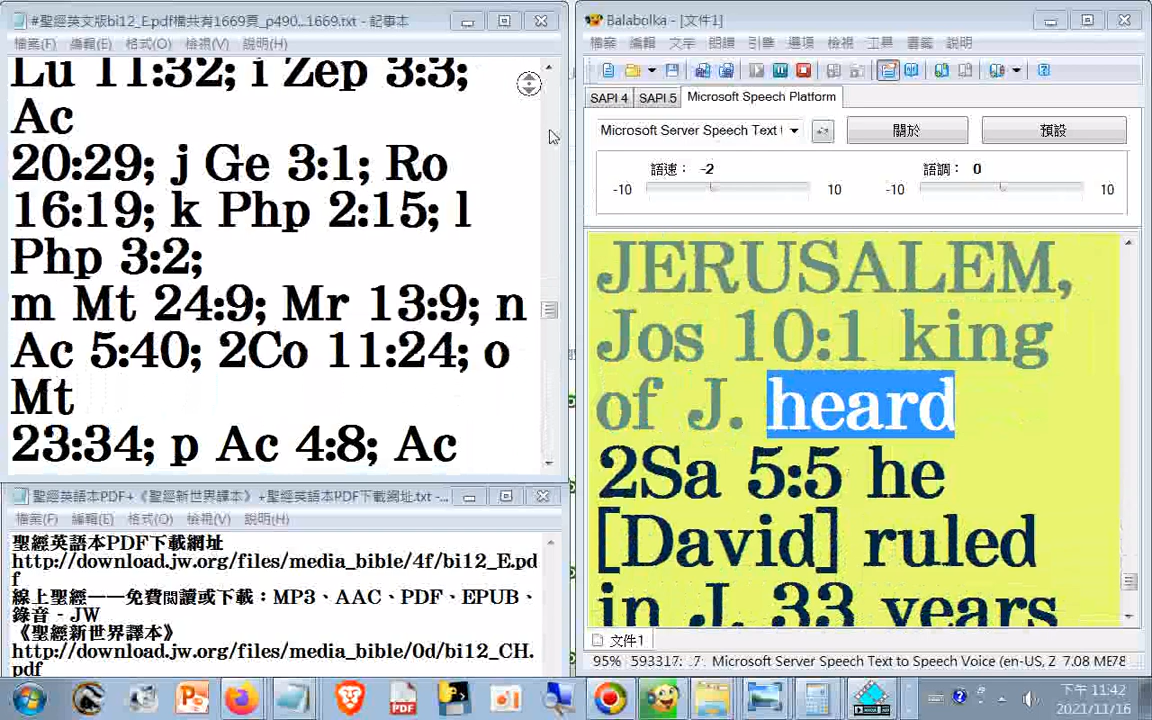 #聖經英文版bi12_E.pdf檔共有1669頁_p490,..1669.txt - 記事本
檔案(F) 編輯(E) 格式(O) 檢視(V) 說明(H)
Lu 11:32; i Zep 3:3;
Ac
20:29; j Ge 3:1; Ro
16:19; k Php 2:15; l
Php 3:2;
m Mt 24:9; Mr 13:9; n
Ac 5:40; 2Co 11:24; o
Mt
23:34; p Ac 4:8; Ac
聖經英語本PDF+《聖經新世界譯本》+聖經英語本PDF下載網址.txt -...
檔案(F) 編輯(E) 格式(O) 檢視(V) 說明(H)
聖經英語本PDF下載網址
http://download.jw.org/files/media_bible/4f/bi12_E.pd
f
線上聖經——免費閱讀或下載：MP3、AAC、PDF、EPUB、
錄音 - JW
《聖經新世界譯本》
http://download.jw.org/files/media_bible/0d/bi12_CH.
pdf
Balabolka - [文件1]
檔案 編輯 文字 朗讀 引擎 選項 檢視 工具 書籤 說明
SAPI 4 SAPI 5 Microsoft Speech Platform
Microsoft Server Speech Text 關於 預設
語速： -2 語調： 0
-10 10 -10 10
JERUSALEM,
Jos 10:1 king
of J. heard
2Sa 5:5 he
[David] ruled
in J. 33 years
文件1
95% 593317: Microsoft Server Speech Text to Speech Voice (en-US, Z 7.08 ME
下午 11:42
2021/11/16